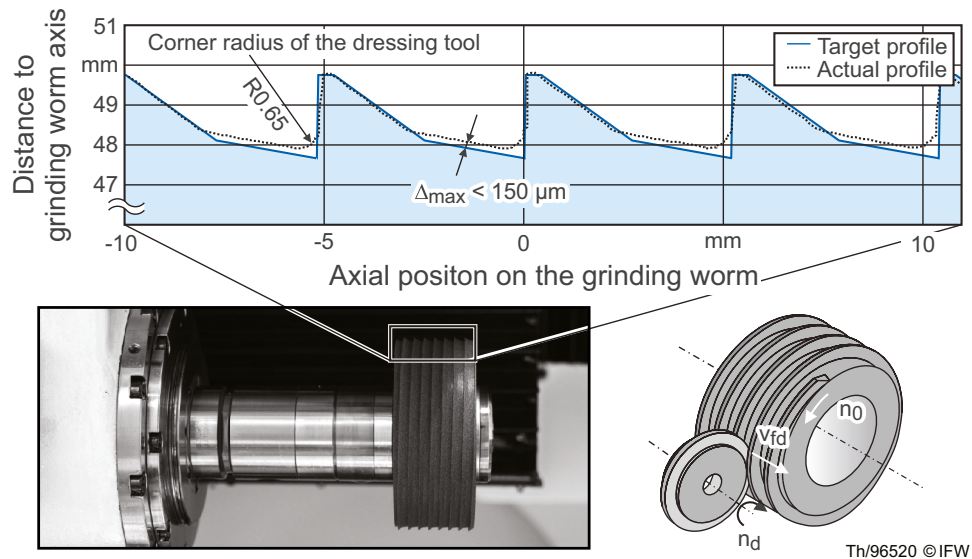 51
mm
49
48
47
Distance to
grinding worm axis
Corner radius of the dressing tool
R0.65
Target profile
Actual profile
Δmax < 150 µm
-10
-5
0
mm
10
Axial positon on the grinding worm
n0
vfd
nd
Th/96520 © IFW